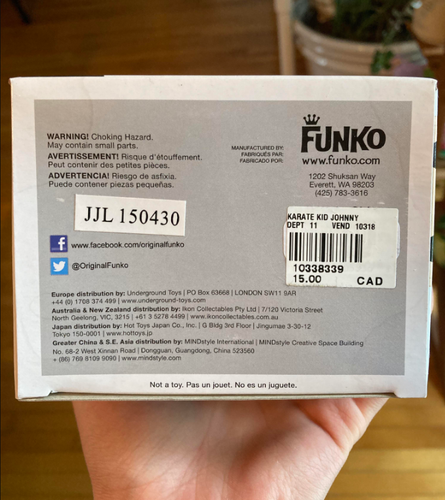 WARNING! Choking Hazard.
May contain small parts.
AVERTISSEMENT! Risque d'étouffement.
Peut contenir des petites pièces.
ADVERTENCIA! Riesgo de asfixia.
Puede contener piezas pequeñas.
MANUFACTURED BY:
FABRIQUÉS PAR:
FABRICADO POR:
FUNKO
www.funko.com
1202 Shuksan Way
Everett, WA 98203
(425) 783-3616
JJL 150430
KARATE KID JOHNNY
DEPT 11 VEND 10318
10338339
15.00 CAD
f www.facebook.com/originalfunko
@OriginalFunko
Europe distribution by: Underground Toys | PO Box 63668 | LONDON SW11 9AR
+44 (0) 1708 374 499 | www.underground-toys.com
Australia & New Zealand distribution by: Ikon Collectables Pty Ltd | 7/120 Victoria Street
North Geelong, VIC, 3215 | +61 3 5278 4499 | www.ikoncollectables.com.au
Japan distribution by: Hot Toys Japan Co., Inc. | G Bldg 3rd Floor | Jingumae 3-30-12
Tokyo 150-0001 | www.hottoys.jp
Greater China & S.E. Asia distribution by: MINDstyle International | MINDstyle Creative Space Building
No. 68-2 West Xinnan Road | Dongguan, Guangdong, China 523560
+ (86) 769 8109 9090 | www.mindstyle.com
Not a toy. Pas un jouet. No es un juguete.